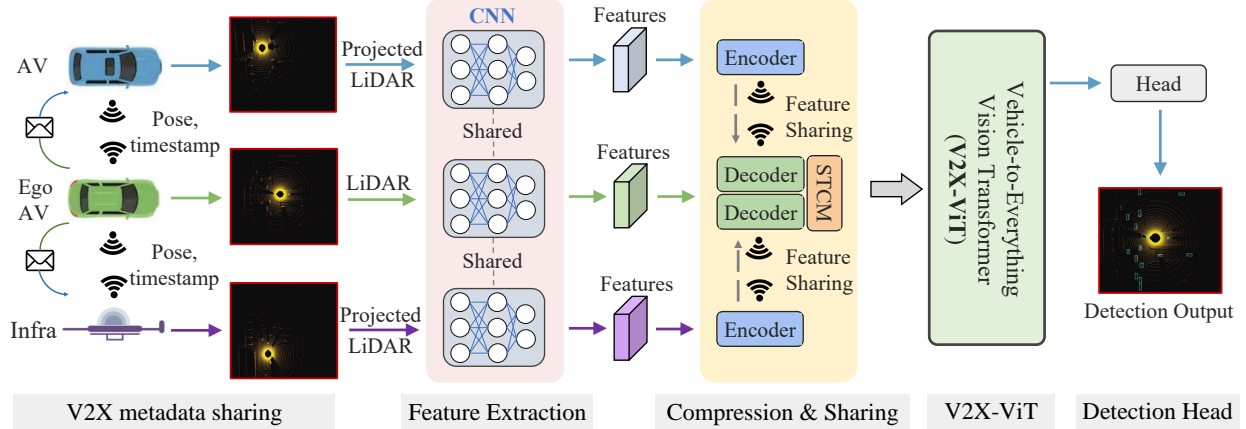 AV
Pose,
timestamp
Ego
AV
Pose,
timestamp
Infra
Projected
LiDAR
LiDAR
Projected
LiDAR
CNN
Shared
Shared
Features
Features
Features
Encoder
Feature
Sharing
Decoder
Decoder
STCM
Feature
Sharing
Encoder
Vehicle-to-Everything
Vision Transformer
(V2X-ViT)
Head
Detection Output
V2X metadata sharing
Feature Extraction
Compression & Sharing
V2X-ViT
Detection Head